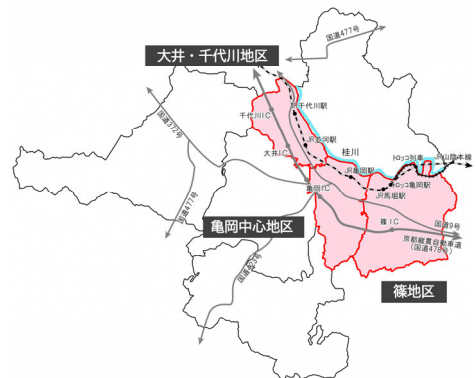 国道477号
大井・千代川地区
JR千代川駅
国道372号
千代川IC
JR並河駅
桂川
大井IC
トロッコ列車
JR山陰本線
JR亀岡駅
トロッコ亀岡駅
亀岡IC
JR馬堀駅
国道477号
亀岡中心地区
国道9号
篠IC
京都縦貫自動車道
(国道478号)
国道423号
篠地区